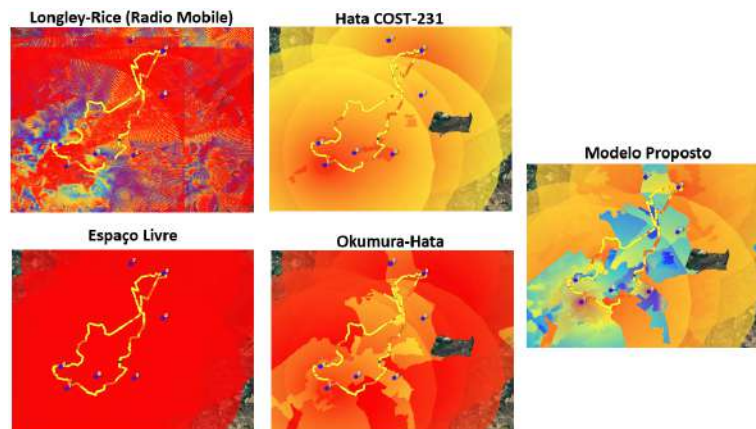 Longley-Rice (Radio Mobile)
Hata COST-231
Modelo Proposto
Espaço Livre
Okumura-Hata